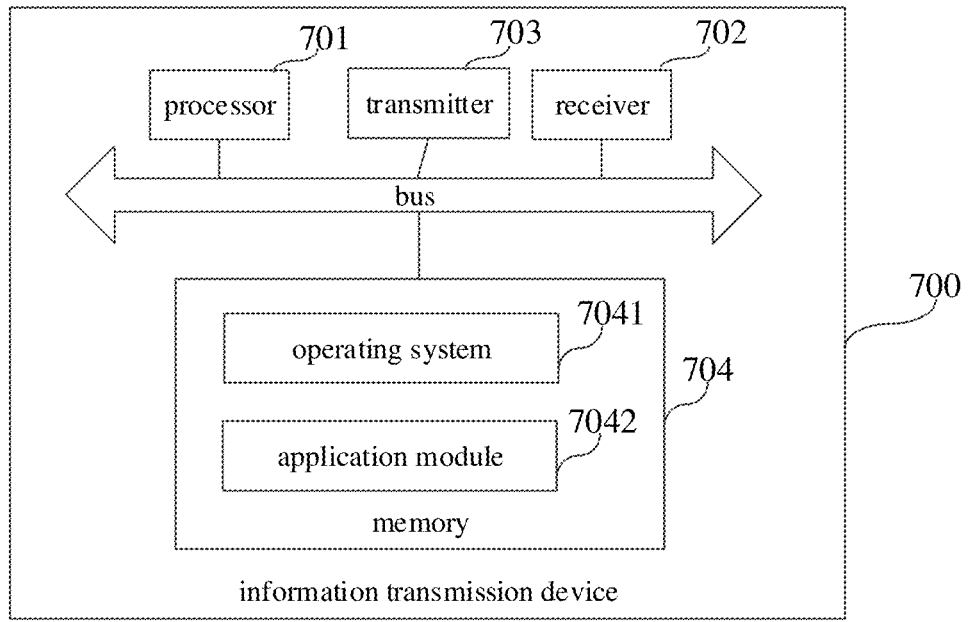 701
703
702
processor
transmitter
receiver
bus
700
7041
operating system
704
7042
application module
memory
information transmission device